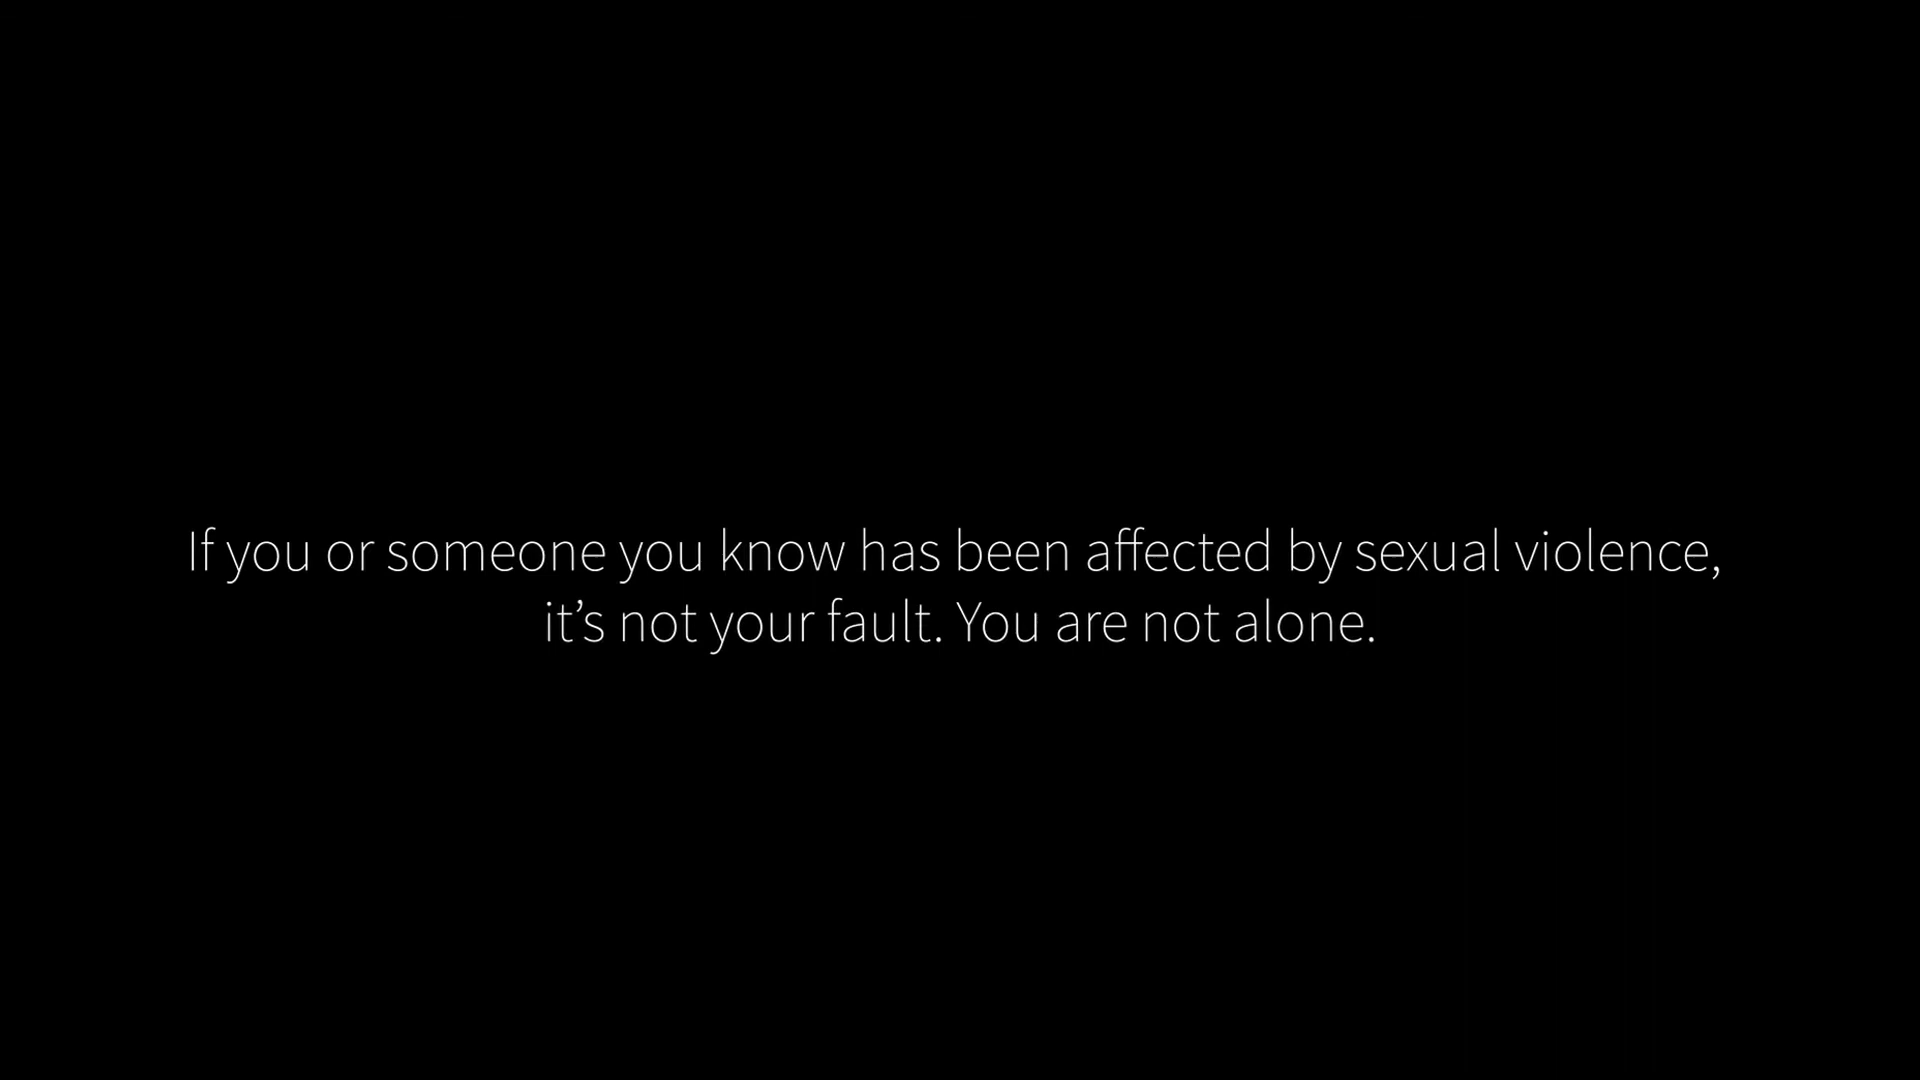 If you or someone you know has been affected by sexual violence,
it’s not your fault. You are not alone.